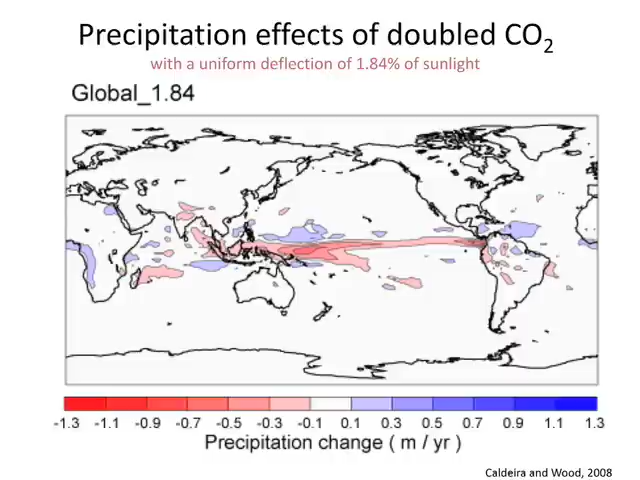 Precipitation effects of doubled CO₂
with a uniform deflection of 1.84% of sunlight
Global_1.84
-1.3 -1.1 -0.9 -0.7 -0.5 -0.3 -0.1 0.1 0.3 0.5 0.7 0.9 1.1 1.3
Precipitation change ( m / yr )
Caldeira and Wood, 2008